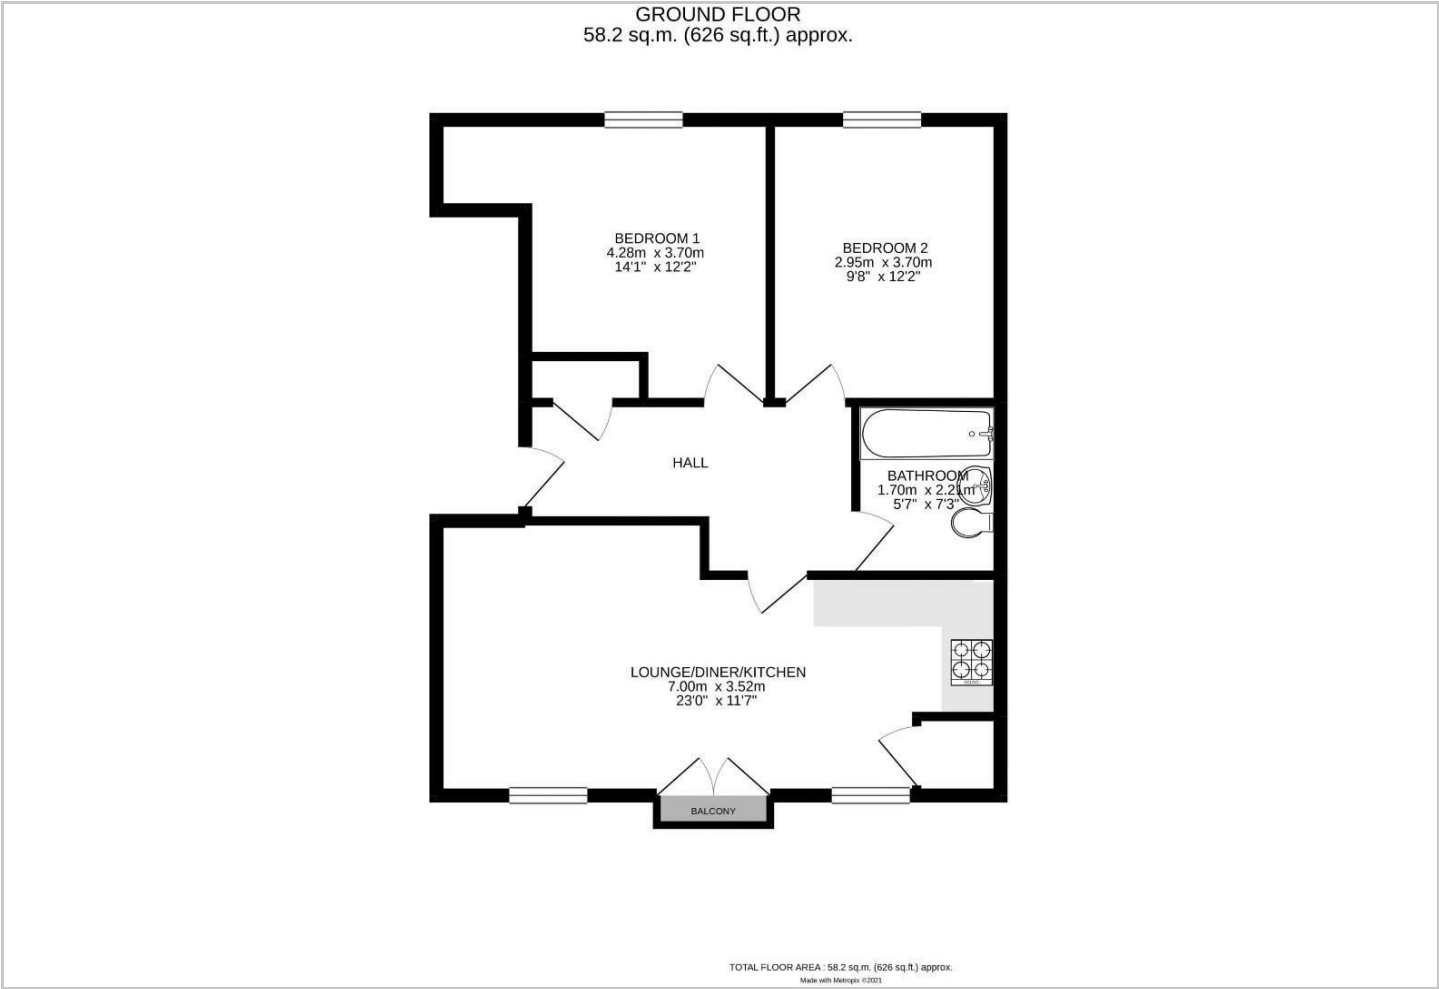 GROUND FLOOR
58.2 sq.m. (626 sq.ft.) approx.
BEDROOM 1
4.28m x 3.70m
14'1" x 12'2"
BEDROOM 2
2.95m x 3.70m
9'8" x 12'2"
HALL
BATHROOM
1.70m x 2.21m
5'7" x 7'3"
LOUNGE/DINER/KITCHEN
7.00m x 3.52m
23'0" x 11'7"
BALCONY
TOTAL FLOOR AREA : 58.2 sq.m. (626 sq.ft.) approx.
Made with Metropix ©2021